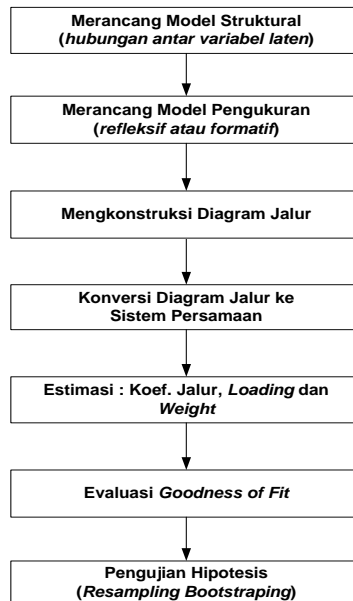 Merancang Model Struktural
(hubungan antar variabel laten)
Merancang Model Pengukuran
(refleksif atau formatif)
Mengkonstruksi Diagram Jalur
Konversi Diagram Jalur ke
Sistem Persamaan
Estimasi : Koef. Jalur, Loading dan
Weight
Evaluasi Goodness of Fit
Pengujian Hipotesis
(Resampling Bootstraping)